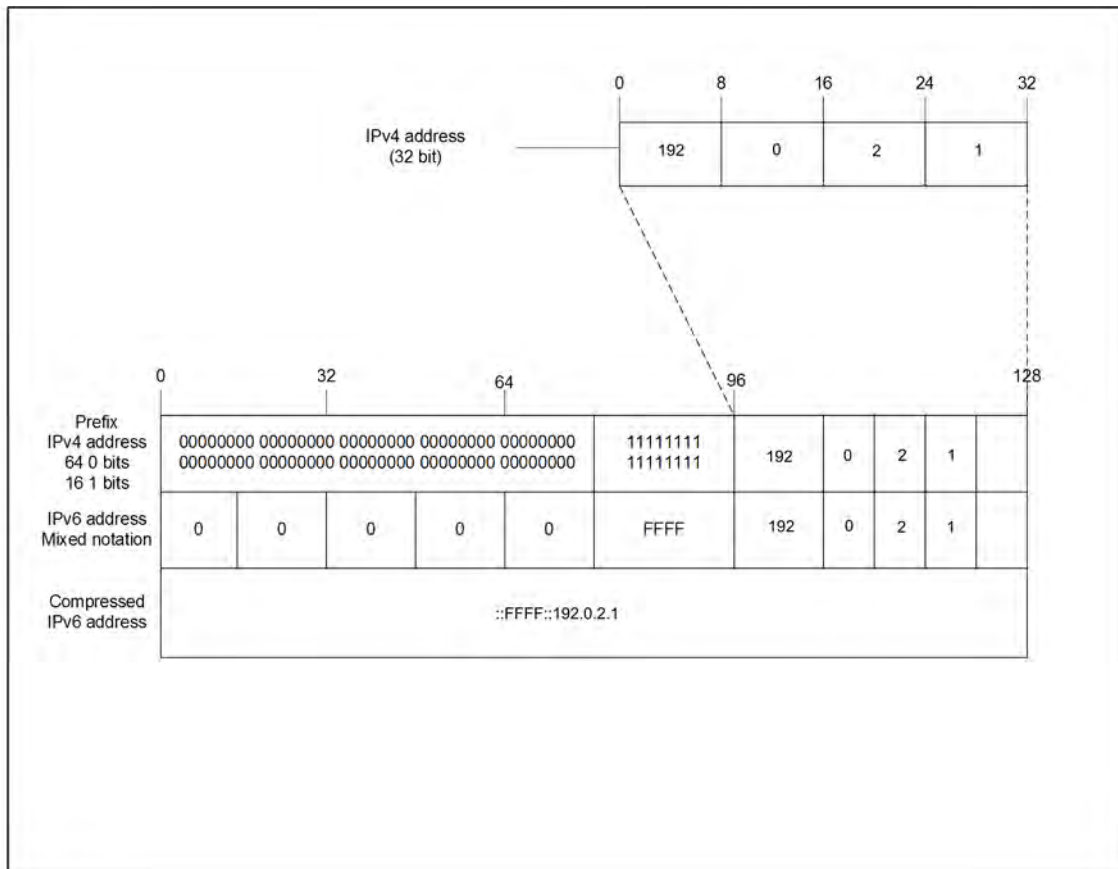 0 8 16 24 32
IPv4 address
(32 bit)
192 0 2 1
0 32 64 96 128
Prefix
IPv4 address
64 0 bits
16 1 bits
00000000 00000000 00000000 00000000 00000000 11111111
00000000 00000000 00000000 00000000 00000000 11111111
192 0 2 1
IPv6 address
Mixed notation
0 0 0 0 0 FFFF 192 0 2 1
Compressed
IPv6 address
::FFFF::192.0.2.1